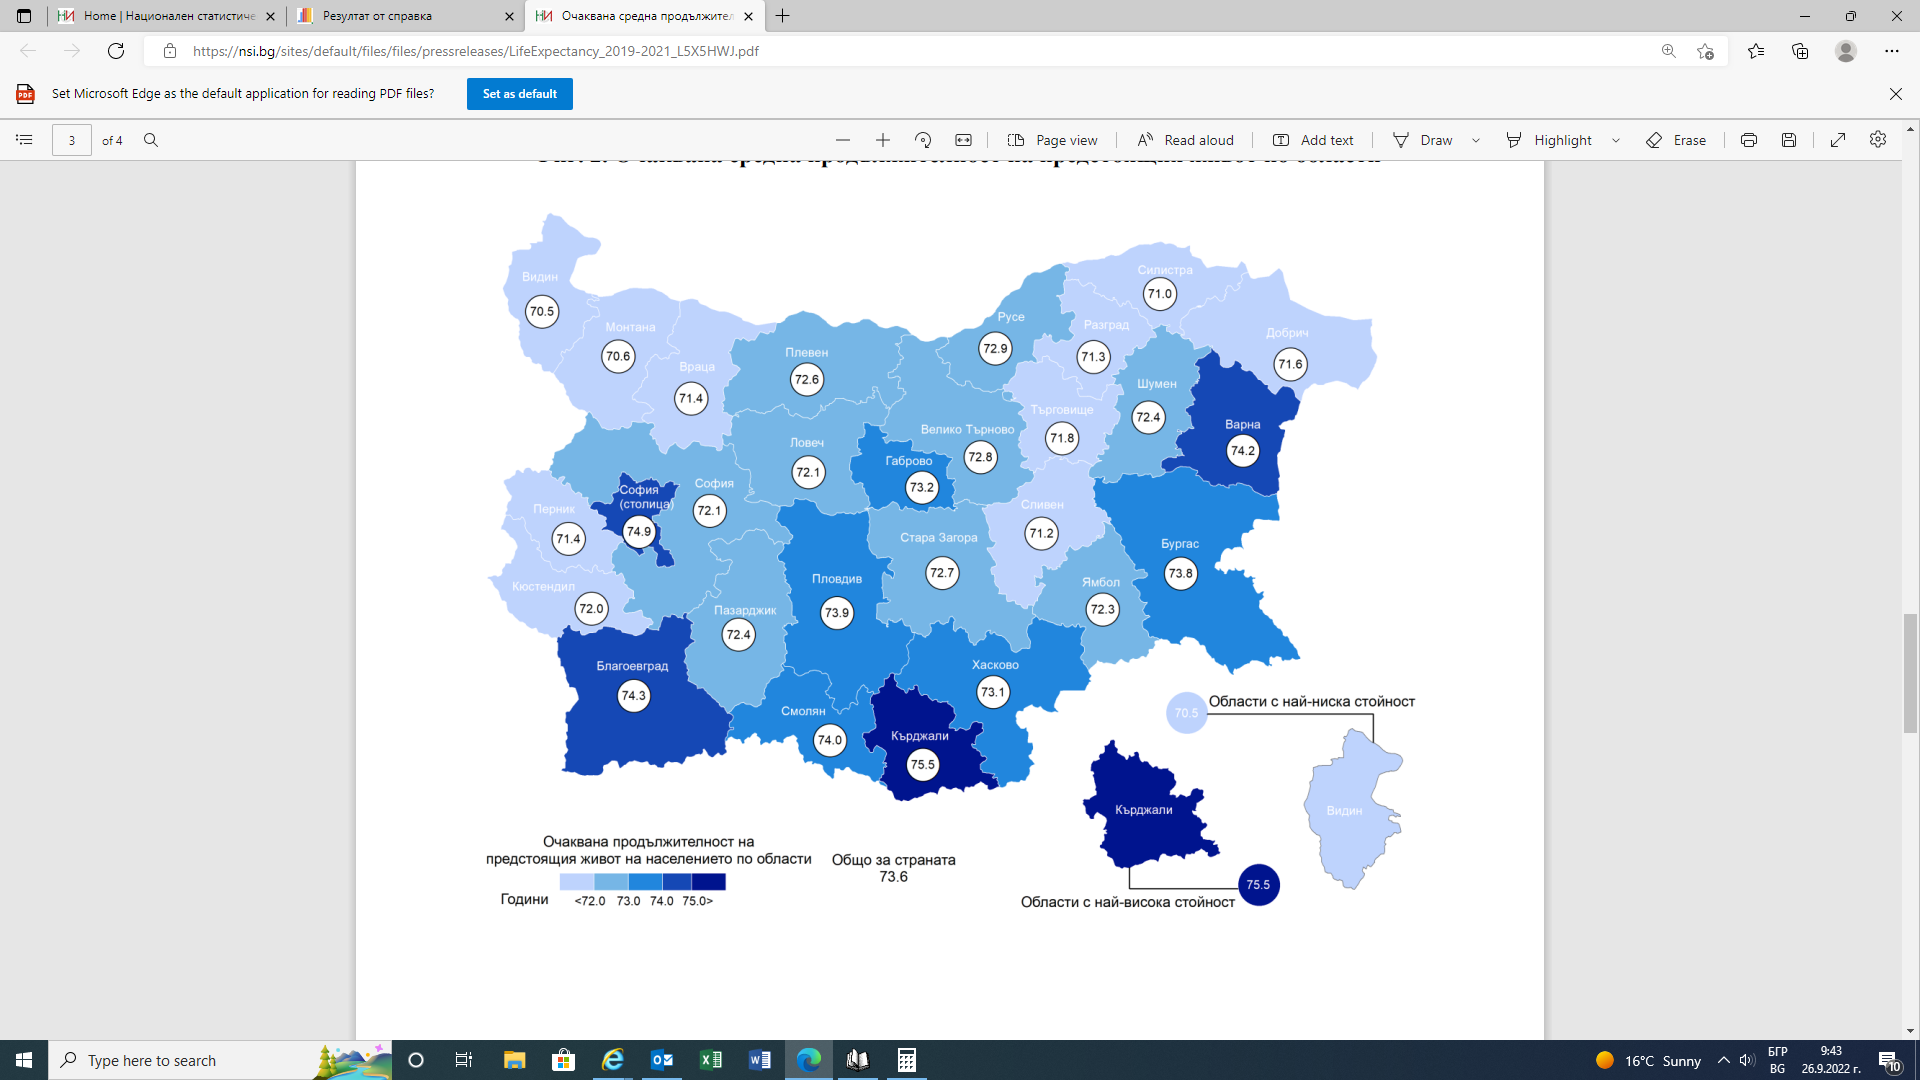 Home | Национален статистиче
Резултат от справка
Очаквана средна продължител
https://nsi.bg/sites/default/files/files/pressreleases/LifeExpectancy_2019-2021_L5X5HWJ.pdf
Set Microsoft Edge as the default application for reading PDF files?
Set as default
3 of 4
Page view
Read aloud
Add text
Draw
Highlight
Erase
Видин
70.5
Монтана
70.6
Враца
71.4
Плевен
72.6
Русе
72.9
Силистра
71.0
Разград
71.3
Добрич
71.6
Шумен
72.4
Търговище
71.8
Варна
74.2
Велико Търново
72.8
Ловеч
72.1
Габрово
73.2
София
(столица)
74.9
София
72.1
Перник
71.4
Кюстендил
72.0
Сливен
71.2
Стара Загора
72.7
Бургас
73.8
Ямбол
72.3
Пловдив
73.9
Пазарджик
72.4
Благоевград
74.3
Хасково
73.1
Смолян
74.0
Кърджали
75.5
70.5
Области с най-ниска стойност
Кърджали
Видин
75.5
Области с най-висока стойност
Очаквана продължителност на
предстоящия живот на населението по области
Години
<72.0 73.0 74.0 75.0>
Общо за страната
73.6
Type here to search
16°C Sunny
БГР
BG
9:43
26.9.2022 г.
10